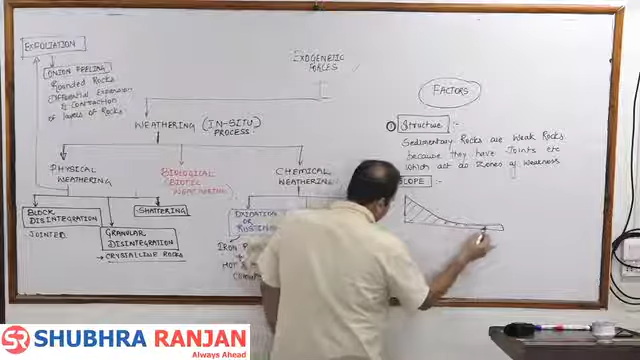 EXFOLIATION
ONION PEELING
Rounded Rocks
Differential Expansion
& Contraction
of layers of Rocks.
EXOGENETIC
FORCES
WEATHERING (IN-SITU
PROCESS)
PHYSICAL
WEATHERING
BIOLOGICAL
BIOTIC
WEATHERING
CHEMICAL
WEATHERING
BLOCK DISINTEGRATION
JOINTED
GRANULAR
DISINTEGRATION
→ CRYSTALLINE ROCKS
SHATTERING
OXIDATION
OR
IRON
HOT &
FACTORS
① Structure :-
Sedimentary Rocks are Weak Rocks
because they have Joints etc
which act as Zones of Weakness
SLOPE :-
SR SHUBHRA RANJAN
Always Ahead